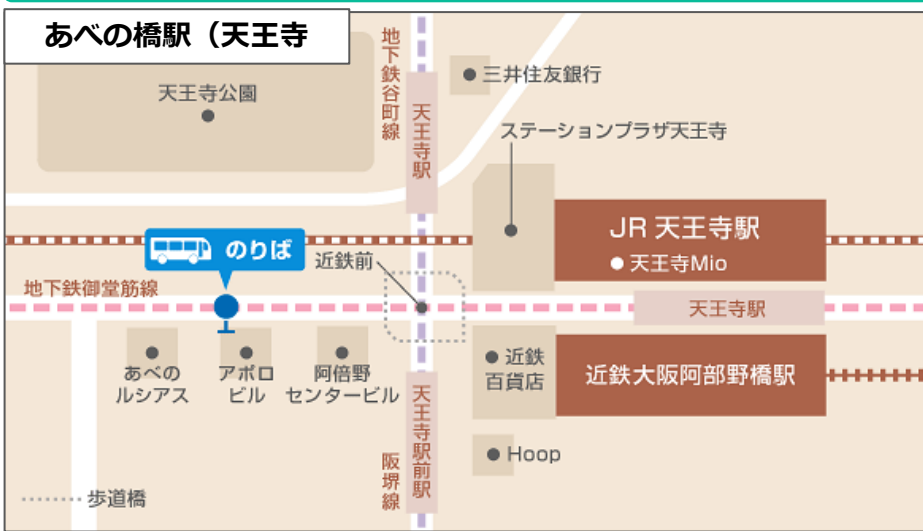 あべの橋駅（天王寺
地下鉄谷町線
三井住友銀行
天王寺公園
天王寺駅
ステーションプラザ天王寺
JR 天王寺駅
天王寺Mio
のりば
近鉄前
地下鉄御堂筋線
天王寺駅
あべの
ルシアス
アポロ
ビル
阿倍野
センタービル
近鉄
百貨店
近鉄大阪阿部野橋駅
天王寺駅前駅
阪堺線
Hoop
歩道橋